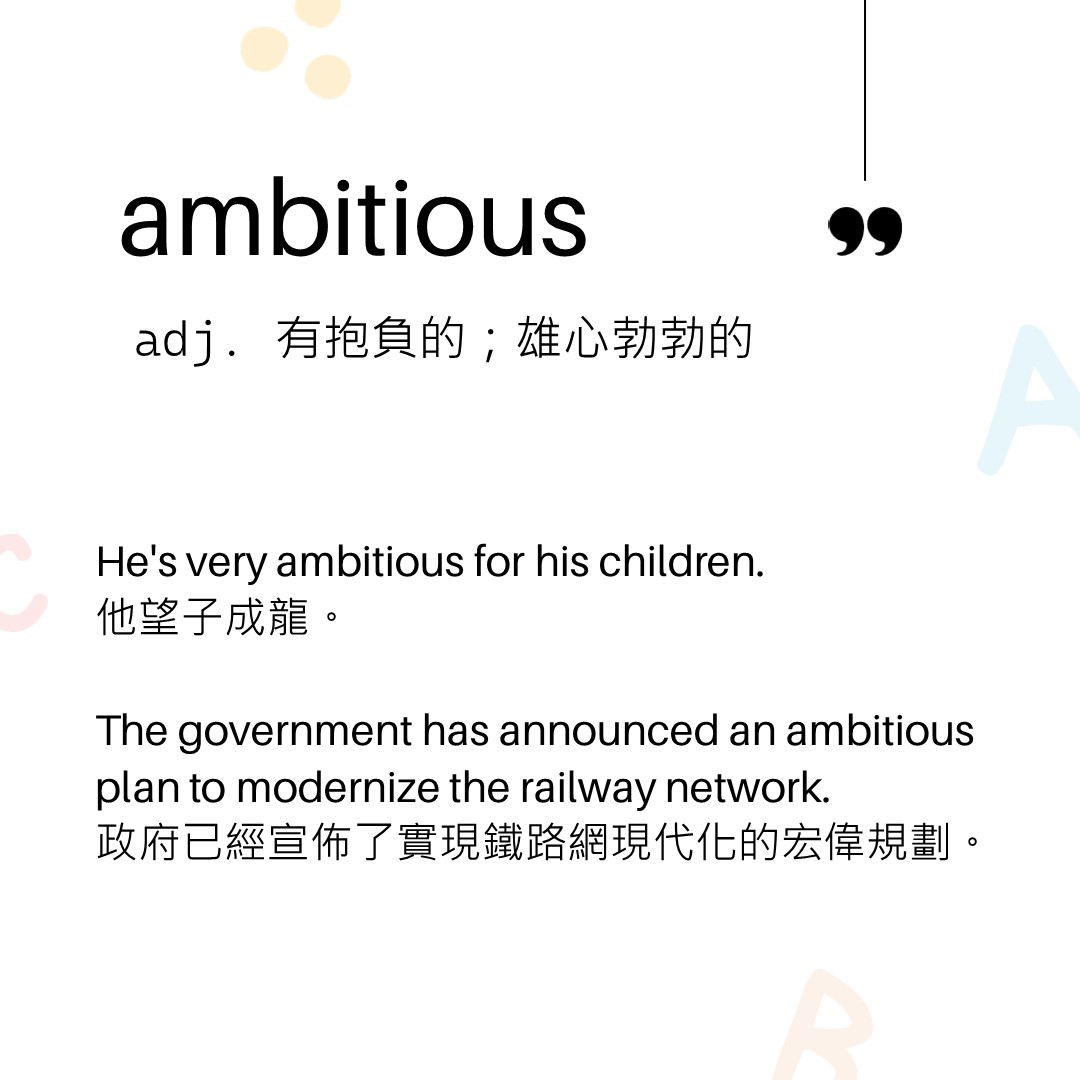 ambitious
”
adj. 有抱負的；雄心勃勃的
A
C
He's very ambitious for his children.
他望子成龍。
The government has announced an ambitious
plan to modernize the railway network.
政府已經宣佈了實現鐵路網現代化的宏偉規劃。
B